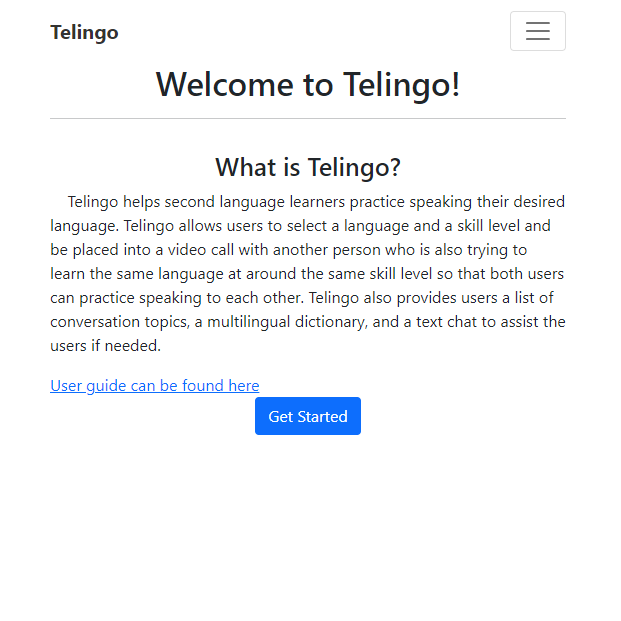 Telingo
Welcome to Telingo!
What is Telingo?
Telingo helps second language learners practice speaking their desired
language. Telingo allows users to select a language and a skill level and
be placed into a video call with another person who is also trying to
learn the same language at around the same skill level so that both users
can practice speaking to each other. Telingo also provides users a list of
conversation topics, a multilingual dictionary, and a text chat to assist the
users if needed.
User guide can be found here
Get Started